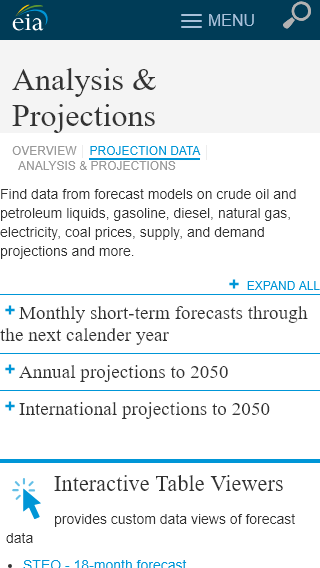 eia
MENU
Analysis &
Projections
OVERVIEW
PROJECTION DATA
ANALYSIS & PROJECTIONS
Find data from forecast models on crude oil and
petroleum liquids, gasoline, diesel, natural gas,
electricity, coal prices, supply, and demand
projections and more.
+ EXPAND ALL
+ Monthly short-term forecasts through
the next calender year
+ Annual projections to 2050
+ International projections to 2050
Interactive Table Viewers
provides custom data views of forecast
data
• STEO - 18-month forecast